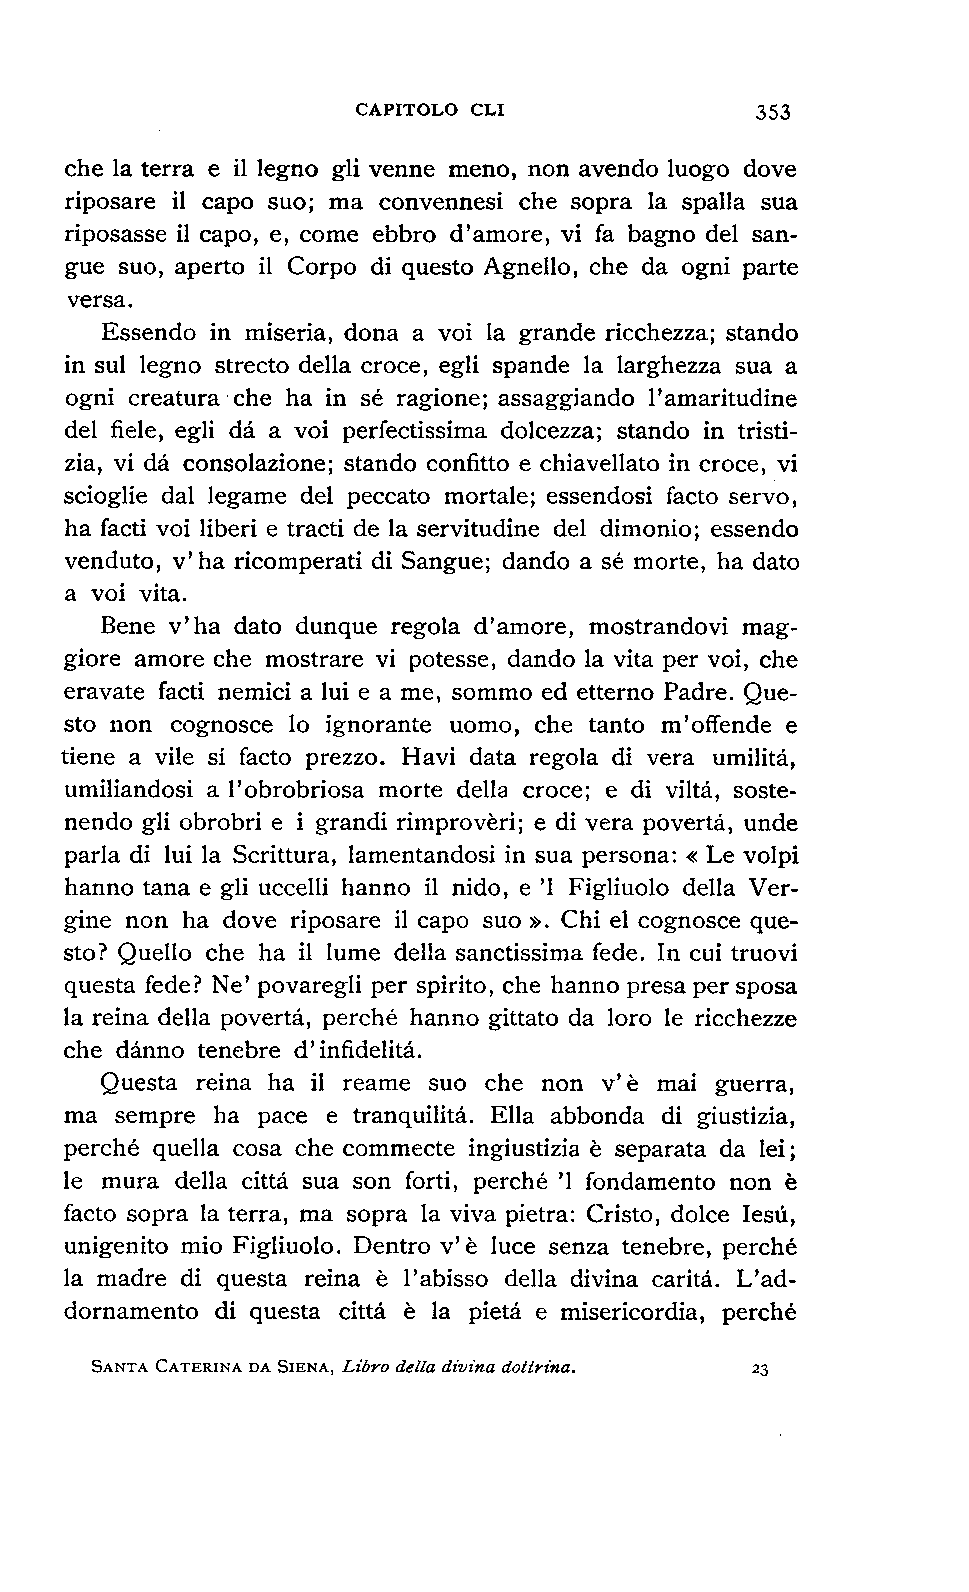 CAPITOLO CLI 353
che la terra e il legno gli venne meno, non avendo luogo dove
riposare il capo suo; ma convennesi che sopra la spalla sua
riposasse il capo, e, come ebbro d'amore, vi fa bagno del san-
gue suo, aperto il Corpo di questo Agnello, che da ogni parte
versa.
Essendo in miseria, dona a voi la grande ricchezza; stando
in sul legno strecto della croce, egli spande la larghezza sua a
ogni creatura che ha in sé ragione; assaggiando l'amaritudine
del fiele, egli dá a voi perfectissima dolcezza; stando in tristi-
zia, vi dá consolazione; stando confitto e chiavellato in croce, vi
scioglie dal legame del peccato mortale; essendosi facto servo,
ha facti voi liberi e tracti de la servitudine del dimonio; essendo
venduto, v'ha ricomperati di Sangue; dando a sé morte, ha dato
a voi vita.
Bene v'ha dato dunque regola d'amore, mostrandovi mag-
giore amore che mostrare vi potesse, dando la vita per voi, che
eravate facti nemici a lui e a me, sommo ed etterno Padre. Que-
sto non cognosce lo ignorante uomo, che tanto m'offende e
tiene a vile sí facto prezzo. Havi data regola di vera umilitá,
umiliandosi a l'obrobriosa morte della croce; e di viltá, soste-
nendo gli obrobri e i grandi rimprovèri; e di vera povertá, unde
parla di lui la Scrittura, lamentandosi in sua persona: « Le volpi
hanno tana e gli uccelli hanno il nido, e 'l Figliuolo della Ver-
gine non ha dove riposare il capo suo ». Chi el cognosce que-
sto? Quello che ha il lume della sanctissima fede. In cui truovi
questa fede? Ne' povaregli per spirito, che hanno presa per sposa
la reina della povertá, perché hanno gittato da loro le ricchezze
che dánno tenebre d'infidelitá.
Questa reina ha il reame suo che non v'è mai guerra,
ma sempre ha pace e tranquilitá. Ella abbonda di giustizia,
perché quella cosa che commecte ingiustizia è separata da lei;
le mura della cittá sua son forti, perché 'l fondamento non è
facto sopra la terra, ma sopra la viva pietra: Cristo, dolce Iesú,
unigenito mio Figliuolo. Dentro v'è luce senza tenebre, perché
la madre di questa reina è l'abisso della divina caritá. L'ad-
dornamento di questa cittá è la pietá e misericordia, perché
SANTA CATERINA DA SIENA, Libro della divina dottrina. 23